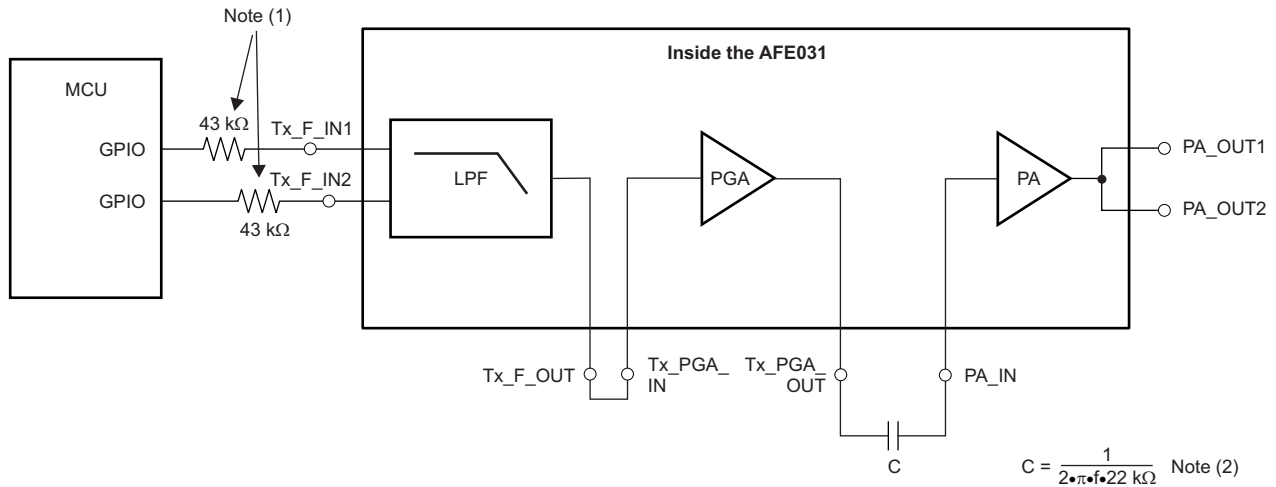 Note (1)
Inside the AFE031
MCU
43 kΩ
Tx_F_IN1
GPIO
PA_OUT1
LPF
PGA
PA
Tx_F_IN2
GPIO
PA_OUT2
43 kΩ
Tx_F_OUT
Tx_PGA_
IN
Tx_PGA_
OUT
PA_IN
C
C = 1
2•π•f•22 kΩ
Note (2)